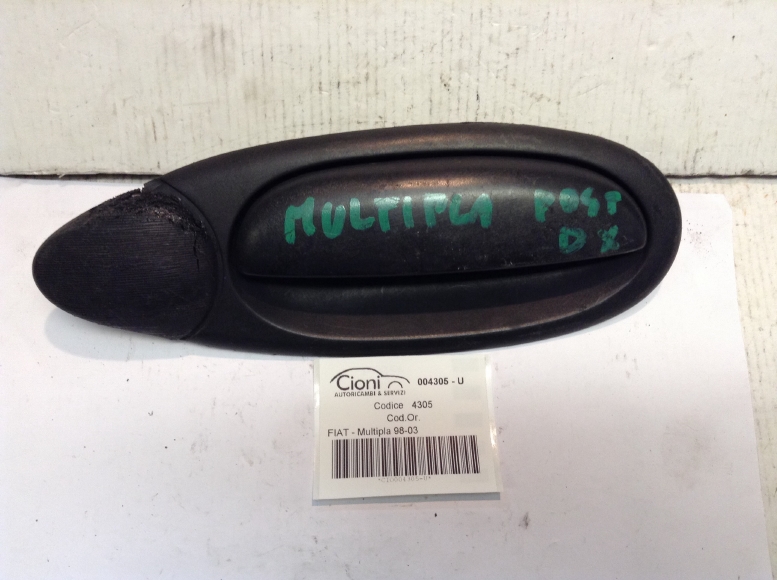 MULTIPLA POST
DX
Cioni 004305 - U
AUTORICAMBI & SERVIZI
Codice 4305
Cod.Or.
FIAT - Multipla 98-03